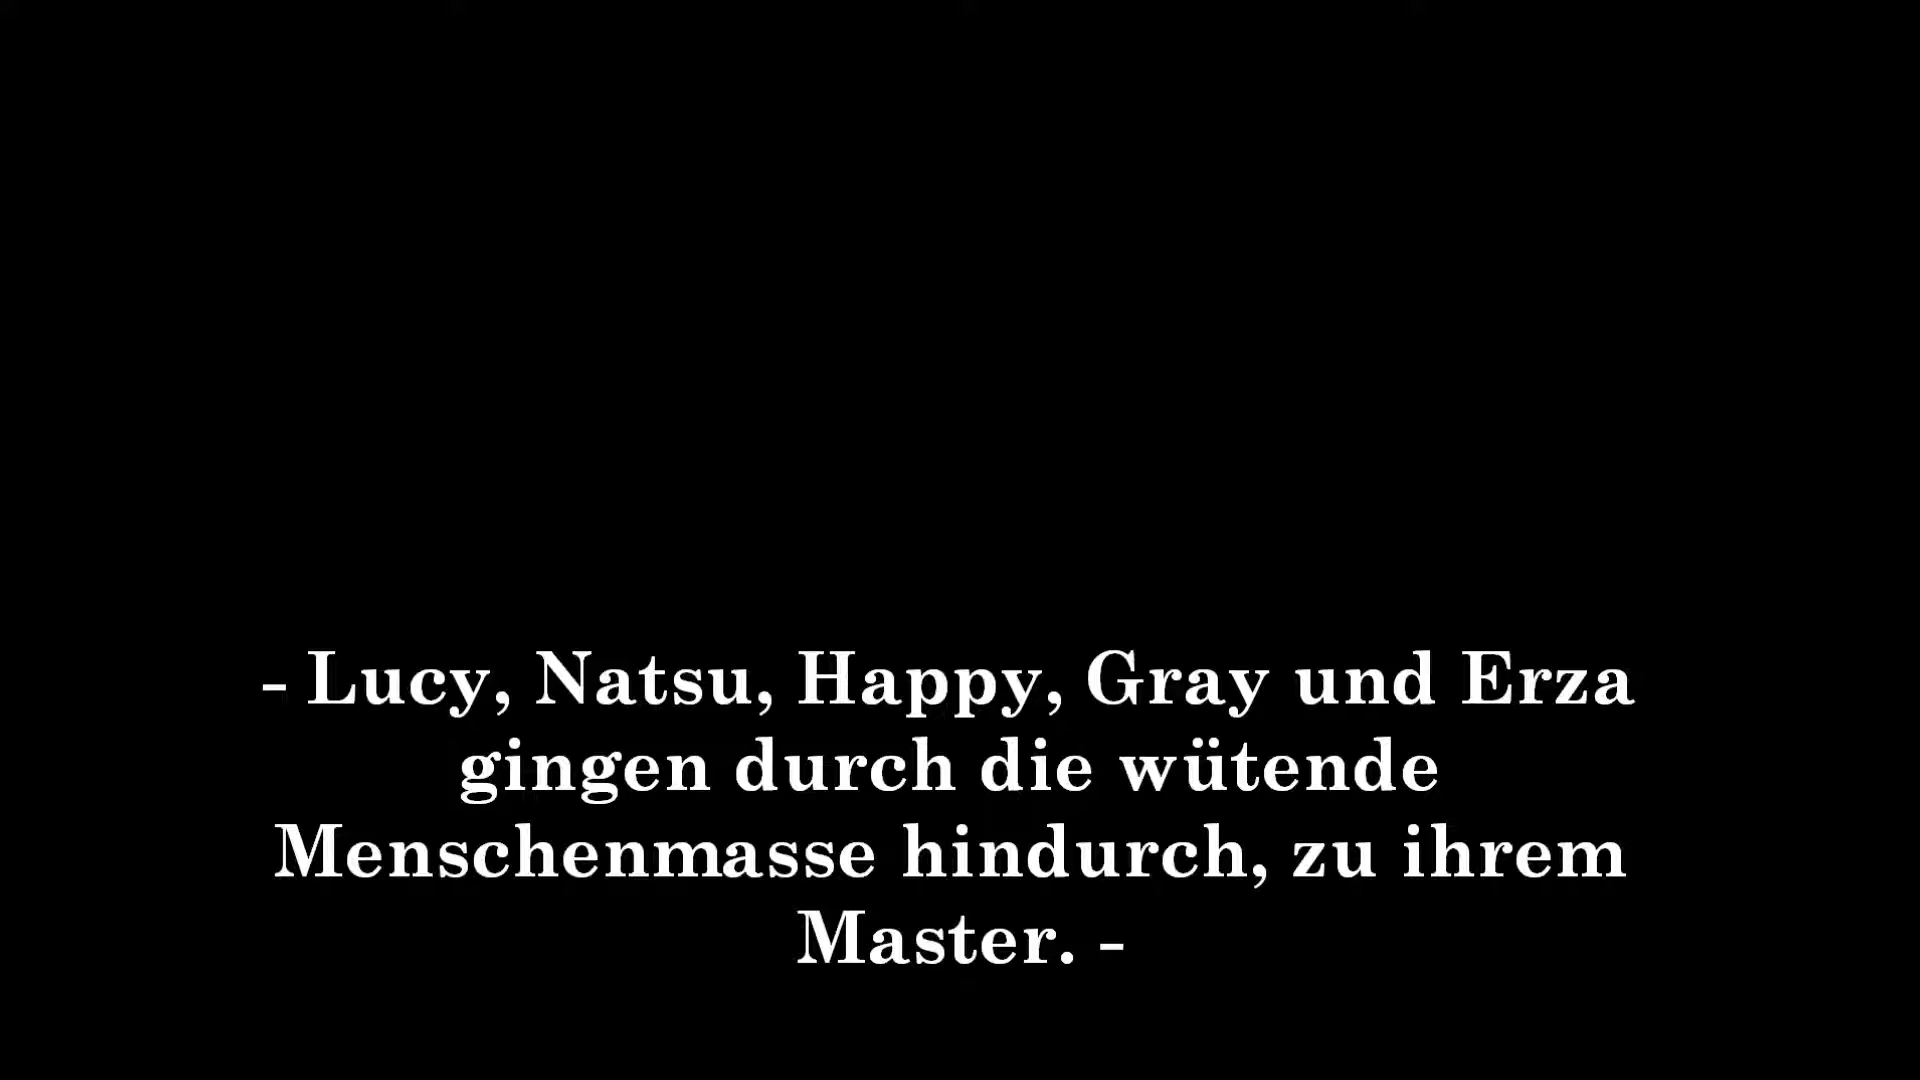 - Lucy, Natsu, Happy, Gray und Erza
gingen durch die wütende
Menschenmasse hindurch, zu ihrem
Master. -